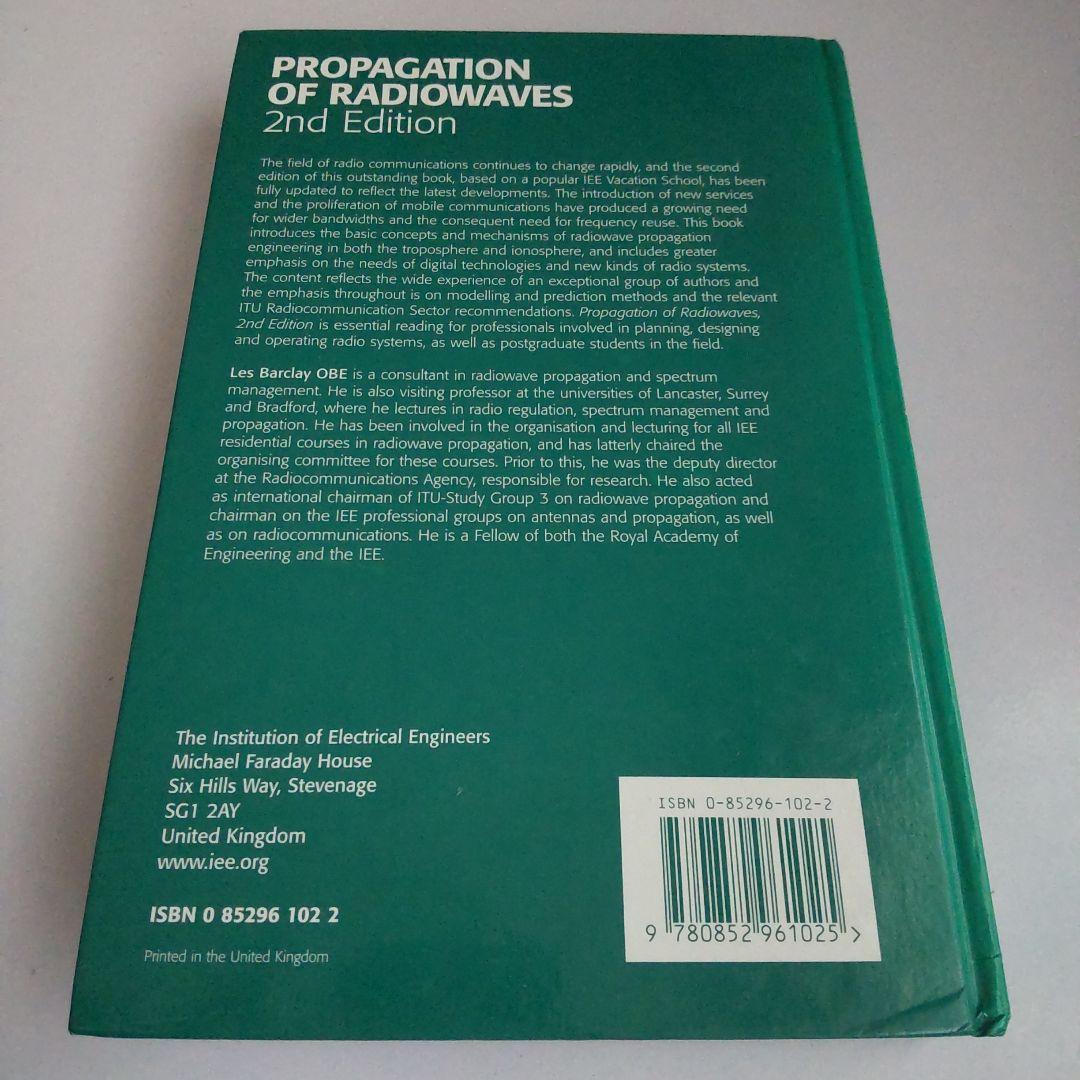 PROPAGATION
OF RADIOWAVES
2nd Edition
The field of radio communications continues to change rapidly, and the second
edition of this outstanding book, based on a popular IEE Vacation School, has been
fully updated to reflect the latest developments. The introduction of new services
and the proliferation of mobile communications have produced a growing need
for wider bandwidths and the consequent need for frequency reuse. This book
introduces the basic concepts and mechanisms of radiowave propagation
engineering in both the troposphere and ionosphere, and includes greater
emphasis on the needs of digital technologies and new kinds of radio systems.
The content reflects the wide experience of an exceptional group of authors and
the emphasis throughout is on modelling and prediction methods and the relevant
ITU Radiocommunication Sector recommendations. Propagation of Radiowaves,
2nd Edition is essential reading for professionals involved in planning, designing
and operating radio systems, as well as postgraduate students in the field.
Les Barclay OBE is a consultant in radiowave propagation and spectrum
management. He is also visiting professor at the universities of Lancaster, Surrey
and Bradford, where he lectures in radio regulation, spectrum management and
propagation. He has been involved in the organisation and lecturing for all IEE
residential courses in radiowave propagation, and has latterly chaired the
organising committee for these courses. Prior to this, he was the deputy director
at the Radiocommunications Agency, responsible for research. He also acted
as international chairman of ITU-Study Group 3 on radiowave propagation and
chairman on the IEE professional groups on antennas and propagation, as well
as on radiocommunications. He is a Fellow of both the Royal Academy of
Engineering and the IEE.
The Institution of Electrical Engineers
Michael Faraday House
Six Hills Way, Stevenage
SG1 2AY
United Kingdom
www.iee.org
ISBN 0 85296 102 2
Printed in the United Kingdom
ISBN 0-85296-102-2
9 780852 961025 >